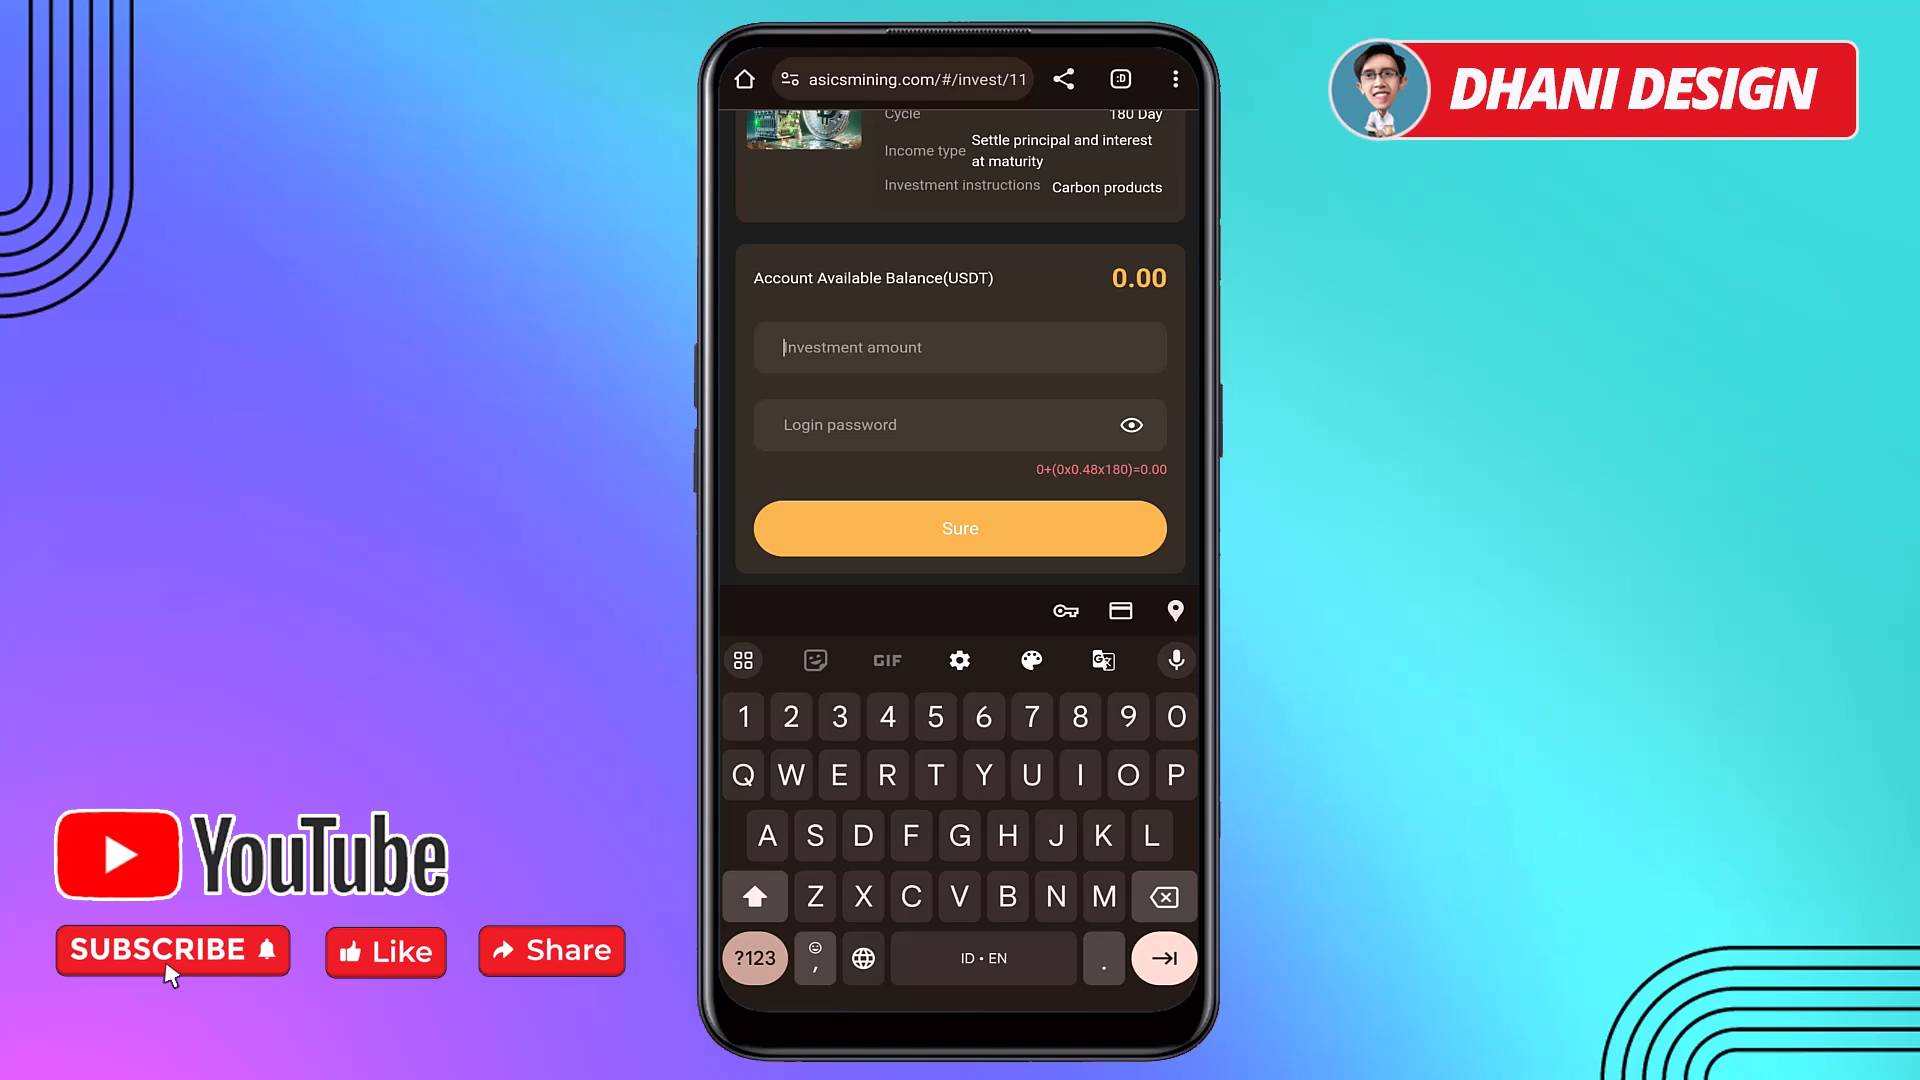 DHANI DESIGN
asicsmining.com/#/invest/11
:D
Cycle
180 Day
Income type
Settle principal and interest
at maturity
Investment instructions
Carbon products
Account Available Balance(USDT)
0.00
Investment amount
Login password
0+(0x0.48x180)=0.00
Sure
GIF
1 2 3 4 5 6 7 8 9 0
Q W E R T Y U I O P
A S D F G H J K L
Z X C V B N M
?123
,
ID • EN
.
YouTube
SUBSCRIBE
Like
Share